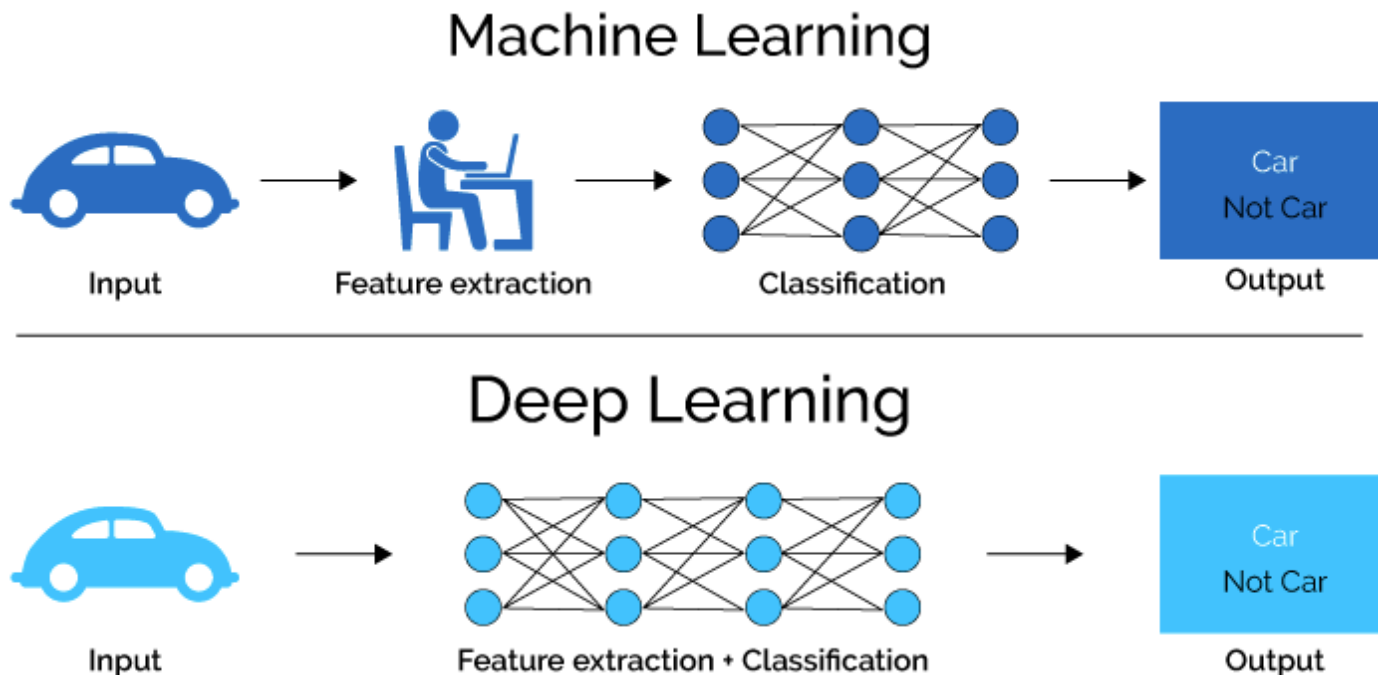 Machine Learning
Car
Not Car
Input
Feature extraction
Classification
Output
Deep Learning
Car
Not Car
Input
Feature extraction + Classification
Output